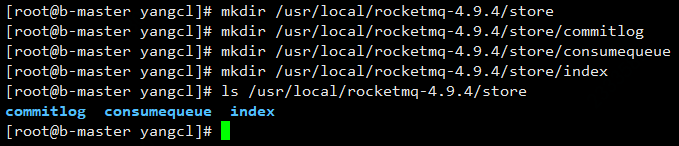 [root@b-master yangcl]# mkdir /usr/local/rocketmq-4.9.4/store
[root@b-master yangcl]# mkdir /usr/local/rocketmq-4.9.4/store/commitlog
[root@b-master yangcl]# mkdir /usr/local/rocketmq-4.9.4/store/consumequeue
[root@b-master yangcl]# mkdir /usr/local/rocketmq-4.9.4/store/index
[root@b-master yangcl]# ls /usr/local/rocketmq-4.9.4/store
commitlog  consumequeue  index
[root@b-master yangcl]#